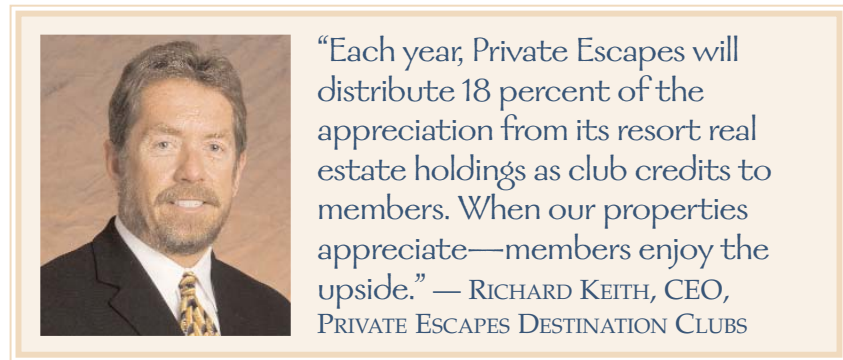 “Each year, Private Escapes will
distribute 18 percent of the
appreciation from its resort real
estate holdings as club credits to
members. When our properties
appreciate—members enjoy the
upside.” — RICHARD KEITH, CEO,
PRIVATE ESCAPES DESTINATION CLUBS